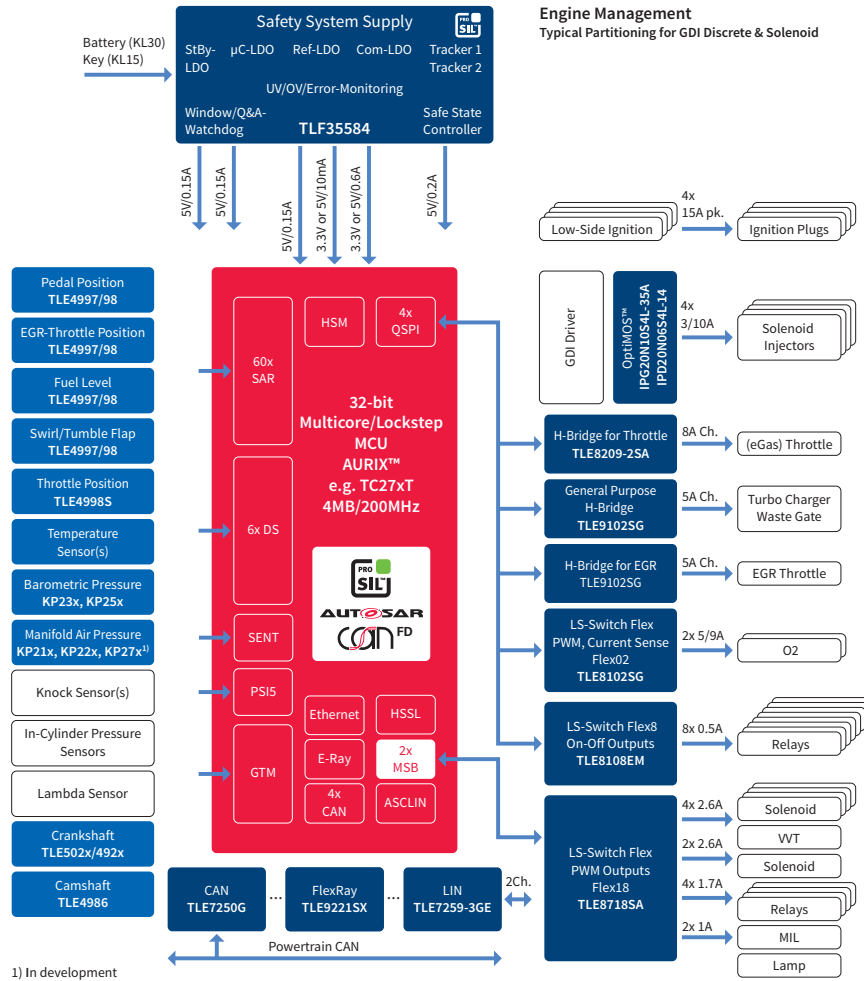 Engine Management
Typical Partitioning for GDI Discrete & Solenoid
Battery (KL30)
Key (KL15)
Safety System Supply
PRO
SIL™
StBy-
LDO
µC-LDO
Ref-LDO
Com-LDO
Tracker 1
Tracker 2
UV/OV/Error-Monitoring
Window/Q&A-
Watchdog
TLF35584
Safe State
Controller
5V/0.15A
5V/0.15A
5V/0.15A
3.3V or 5V/10mA
3.3V or 5V/0.6A
5V/0.2A
Pedal Position
TLE4997/98
EGR-Throttle Position
TLE4997/98
Fuel Level
TLE4997/98
Swirl/Tumble Flap
TLE4997/98
Throttle Position
TLE4998S
Temperature
Sensor(s)
Barometric Pressure
KP23x, KP25x
Manifold Air Pressure
KP21x, KP22x, KP27x1)
Knock Sensor(s)
In-Cylinder Pressure
Sensors
Lambda Sensor
Crankshaft
TLE502x/492x
Camshaft
TLE4986
60x
SAR
6x DS
SENT
PSI5
GTM
HSM
4x
QSPI
32-bit
Multicore/Lockstep
MCU
AURIX™
e.g. TC27xT
4MB/200MHz
PRO
SIL™
AUTOSAR
CAN FD
Ethernet
HSSL
E-Ray
2x
MSB
4x
CAN
ASCLIN
CAN
TLE7250G
...
FlexRay
TLE9221SX
...
LIN
TLE7259-3GE
2Ch.
Powertrain CAN
Low-Side Ignition
4x
15A pk.
Ignition Plugs
GDI Driver
OptiMOS™
IPG20N10S4L-35A
IPD20N06S4L-14
4x
3/10A
Solenoid
Injectors
H-Bridge for Throttle
TLE8209-2SA
8A Ch.
(eGas) Throttle
General Purpose
H-Bridge
TLE9102SG
5A Ch.
Turbo Charger
Waste Gate
H-Bridge for EGR
TLE9102SG
5A Ch.
EGR Throttle
LS-Switch Flex
PWM, Current Sense
Flex02
TLE8102SG
2x 5/9A
O2
LS-Switch Flex8
On-Off Outputs
TLE8108EM
8x 0.5A
Relays
LS-Switch Flex
PWM Outputs
Flex18
TLE8718SA
4x 2.6A
Solenoid
VVT
2x 2.6A
Solenoid
4x 1.7A
Relays
2x 1A
MIL
Lamp
1) In development